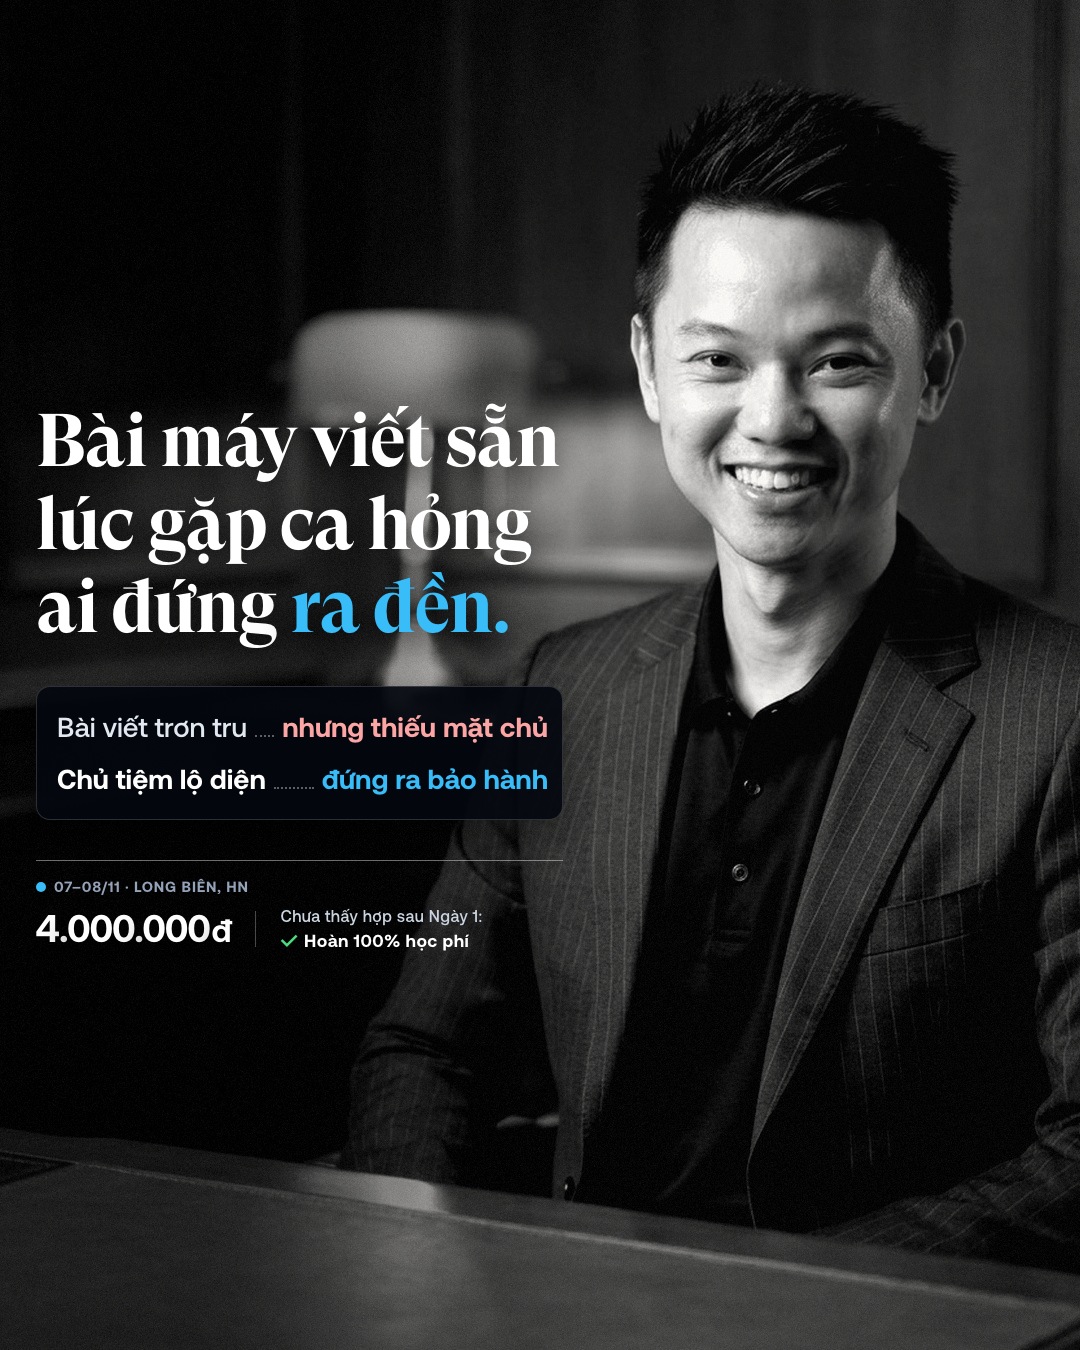 Bài máy viết sẵn
lúc gặp ca hỏng
ai đứng ra đền.
Bài viết trơn tru ..... nhưng thiếu mặt chủ
Chủ tiệm lộ diện .......... đứng ra bảo hành
07–08/11 · LONG BIÊN, HN
4.000.000đ
Chưa thấy hợp sau Ngày 1:
✓ Hoàn 100% học phí